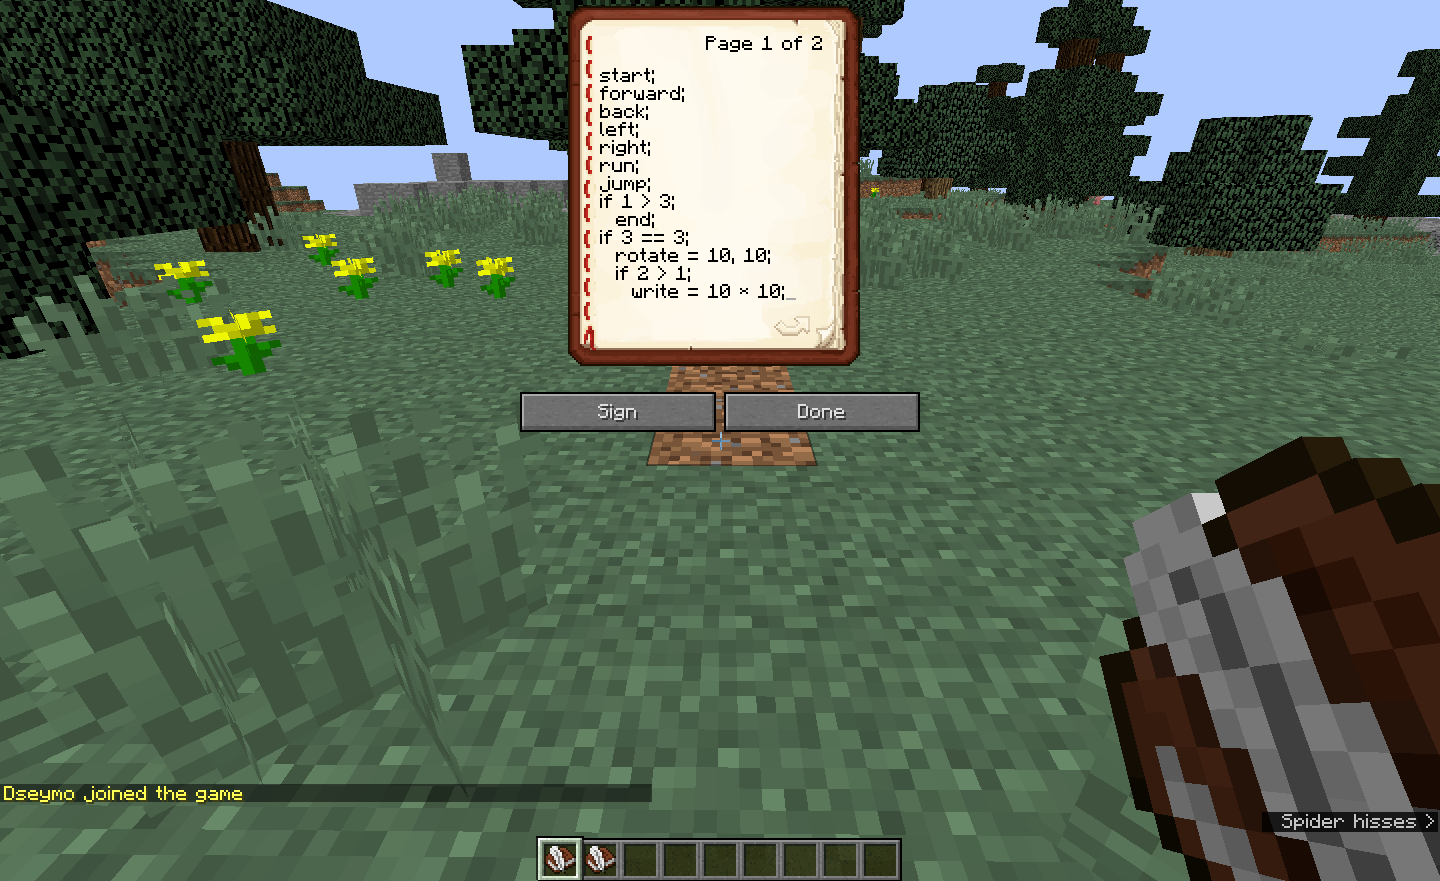 Page 1 of 2
start;
forward;
back;
left;
right;
run;
jump;
if 1 > 3;
  end;
if 3 == 3;
  rotate = 10, 10;
  if 2 > 1;
    write = 10 * 10;_
Sign
Done
Dseymo joined the game
Spider hisses >